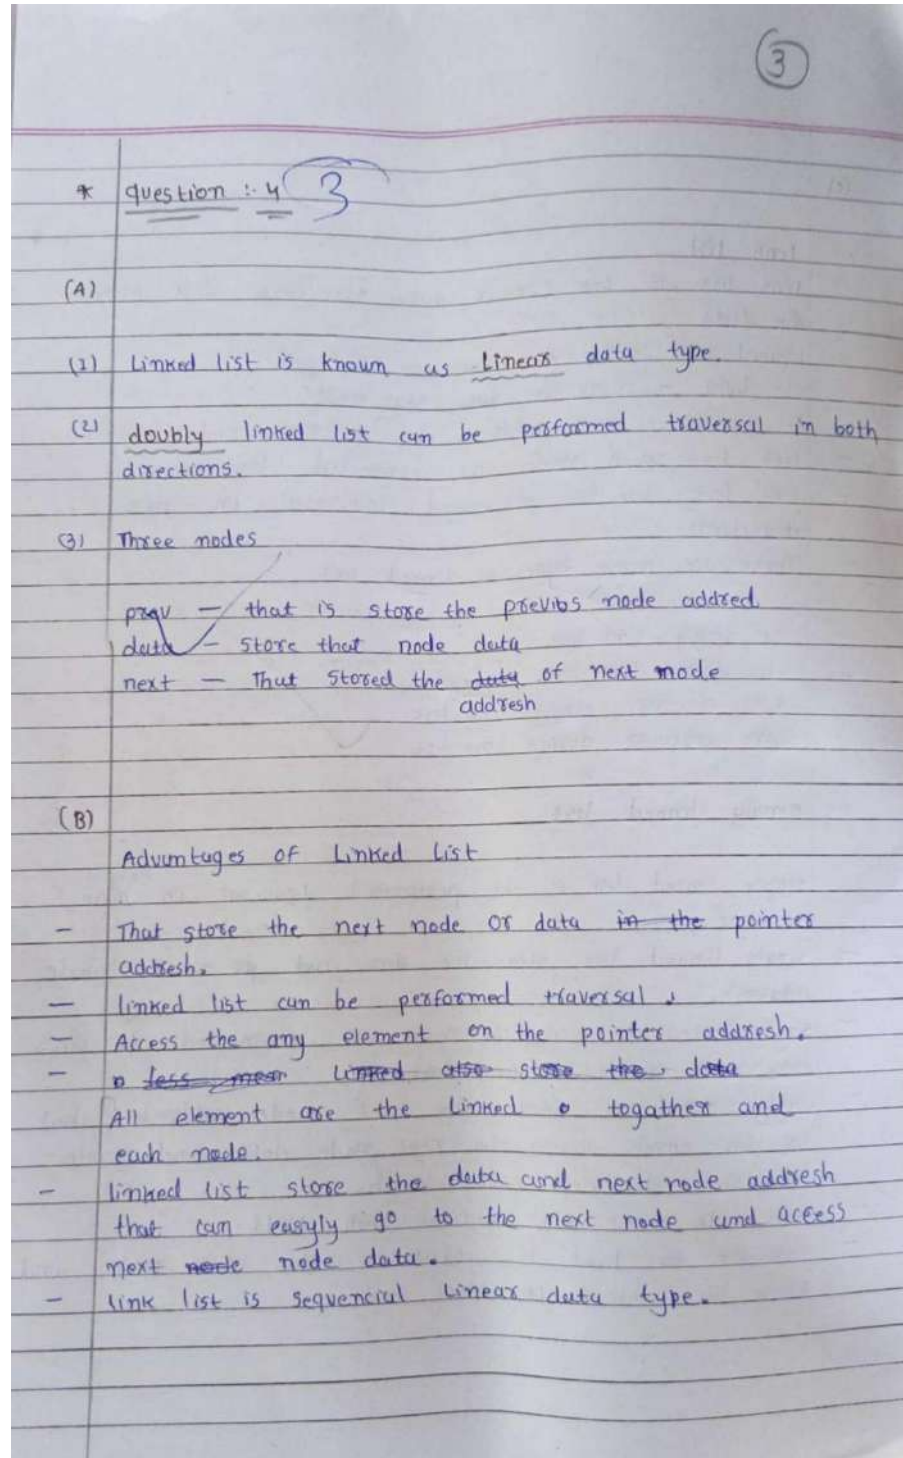 3
* question :- 4 3
(A)
(1) Linked list is known as Linear data type.
(2) doubly linked list can be performed traversal in both
directions.
(3) Three nodes
prev — that is store the previos node addred
data — store that node data
next — That stored the data of next node
addresh
(B)
Advantages of Linked List
— That store the next node or data in the pointer
addresh.
— linked list can be performed traversal.
— Access the any element on the pointer addresh.
— less linked also store the data
All element are the linked togather and
each node.
— linked list store the data and next node addresh
that can easyly go to the next node and access
next node node data.
— link list is sequencial linear data type.